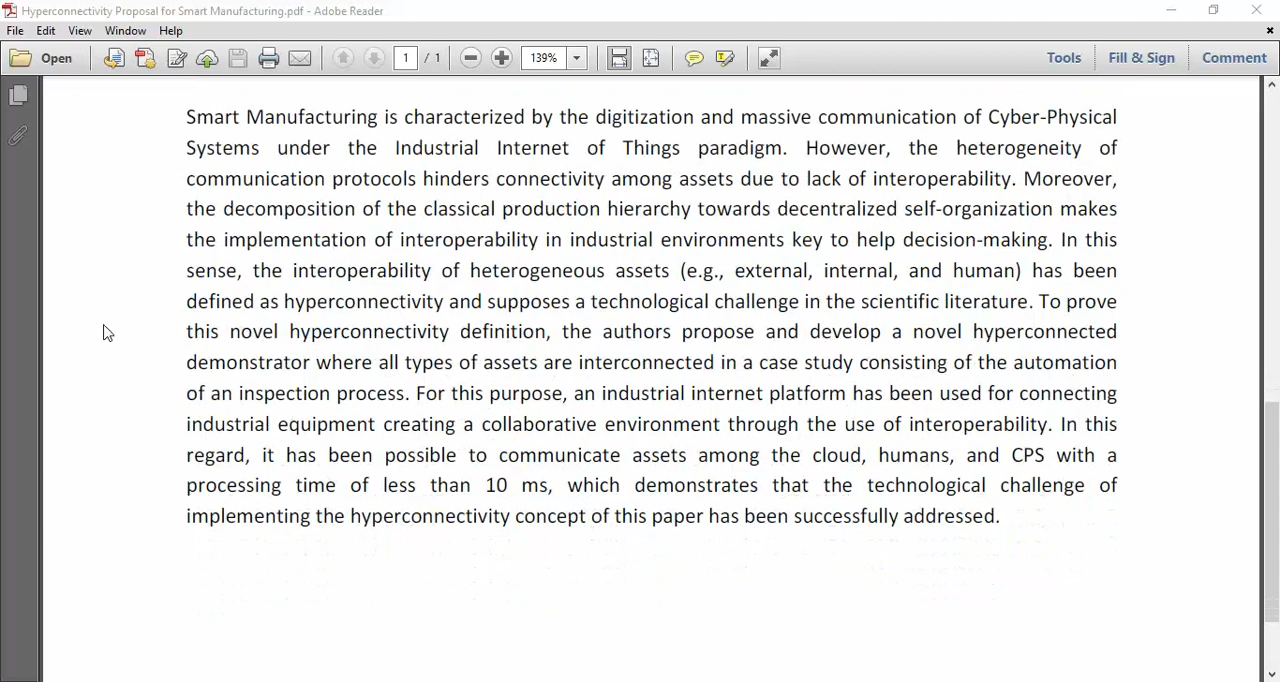 Hyperconnectivity Proposal for Smart Manufacturing.pdf - Adobe Reader
File Edit View Window Help
Open 1 / 1 139% Tools Fill & Sign Comment
Smart Manufacturing is characterized by the digitization and massive communication of Cyber-Physical
Systems under the Industrial Internet of Things paradigm. However, the heterogeneity of
communication protocols hinders connectivity among assets due to lack of interoperability. Moreover,
the decomposition of the classical production hierarchy towards decentralized self-organization makes
the implementation of interoperability in industrial environments key to help decision-making. In this
sense, the interoperability of heterogeneous assets (e.g., external, internal, and human) has been
defined as hyperconnectivity and supposes a technological challenge in the scientific literature. To prove
this novel hyperconnectivity definition, the authors propose and develop a novel hyperconnected
demonstrator where all types of assets are interconnected in a case study consisting of the automation
of an inspection process. For this purpose, an industrial internet platform has been used for connecting
industrial equipment creating a collaborative environment through the use of interoperability. In this
regard, it has been possible to communicate assets among the cloud, humans, and CPS with a
processing time of less than 10 ms, which demonstrates that the technological challenge of
implementing the hyperconnectivity concept of this paper has been successfully addressed.